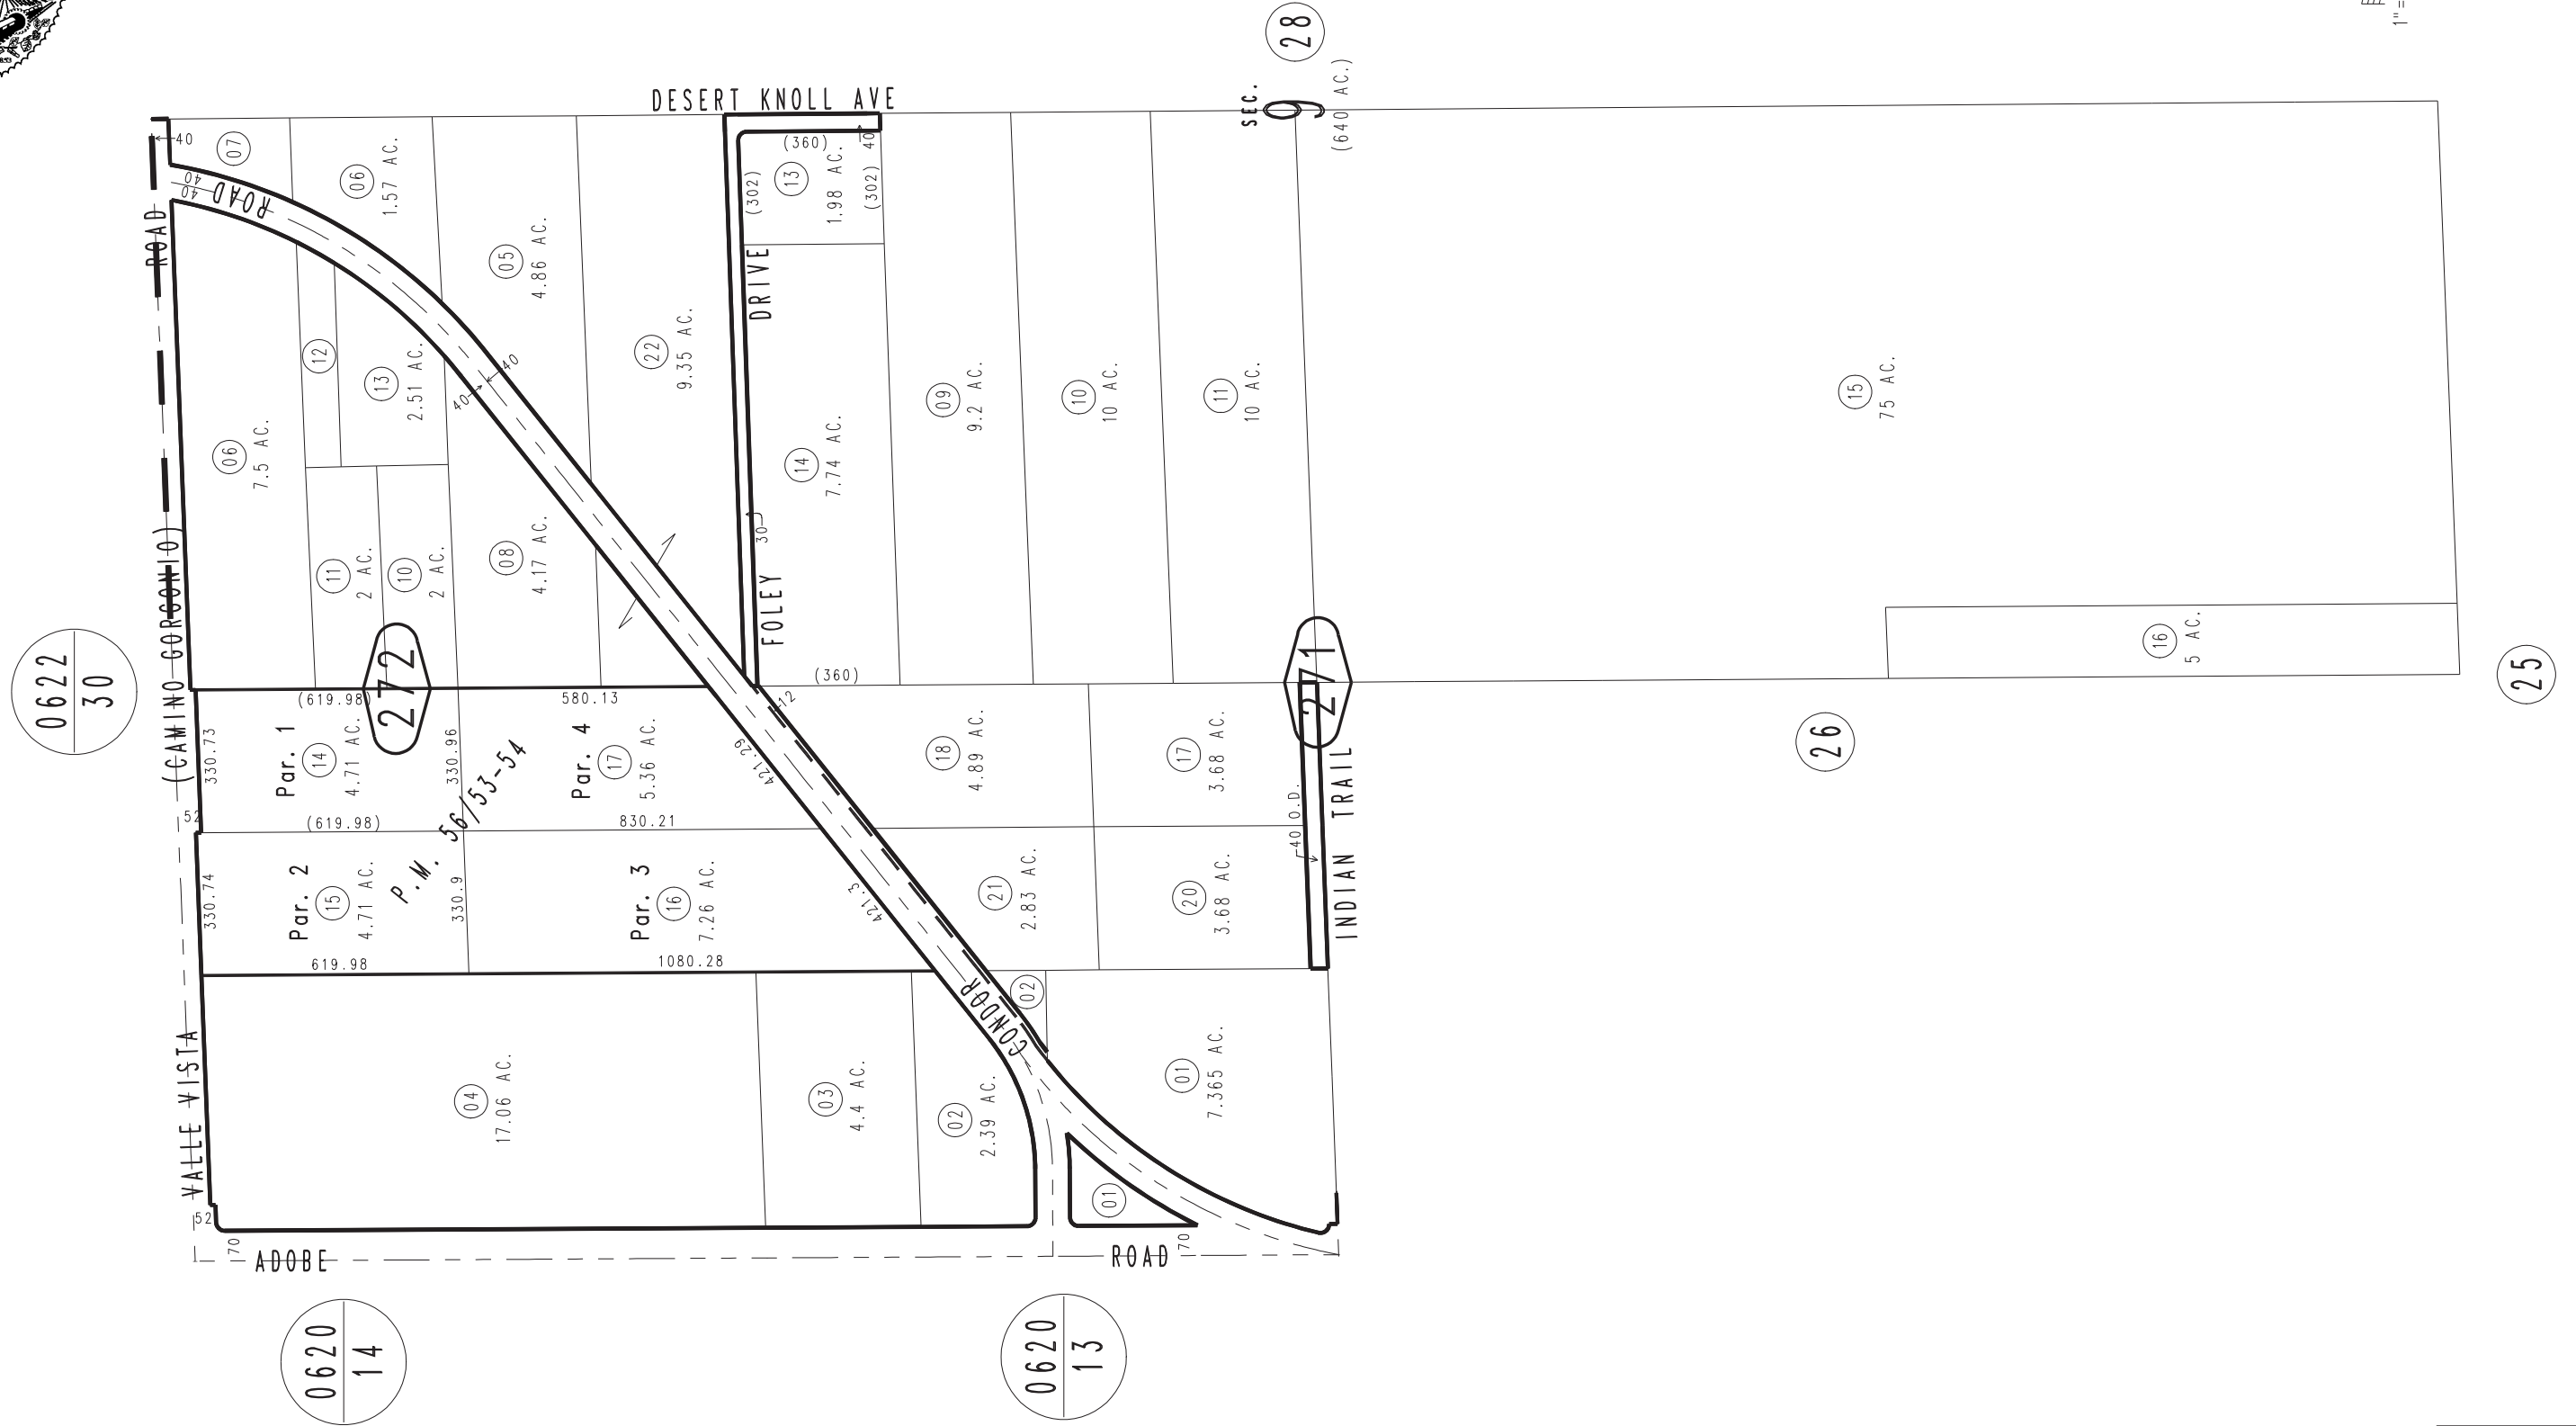 1"=
28
SEC.
9
(640 AC.)
DESERT KNOLL AVE
40
07
40
40
ROAD
ROAD
06
1.57 AC.
05
4.86 AC.
22
9.35 AC.
(302)
(360)
40
13
1.98 AC.
(302)
DRIVE
12
13
2.51 AC.
40
40
06
7.5 AC.
11
2 AC.
10
2 AC.
08
4.17 AC.
30
FOLEY
14
7.74 AC.
(360)
09
9.2 AC.
10
10 AC.
11
10 AC.
15
75 AC.
16
5 AC.
25
26
0622
30
(CAMINO GORGONIO)
272
271
(619.98)
580.13
12
330.73
Par. 1
14
4.71 AC.
330.96
Par. 4
17
5.36 AC.
421.29
52
(619.98)
830.21
P.M. 56/53-54
18
4.89 AC.
17
3.68 AC.
40 O.D.
INDIAN TRAIL
330.74
Par. 2
15
4.71 AC.
330.9
Par. 3
16
7.26 AC.
421.3
619.98
1080.28
21
2.83 AC.
20
3.68 AC.
VALLE VISTA
04
17.06 AC.
03
4.4 AC.
02
2.39 AC.
CONDOR
02
01
7.365 AC.
01
52
70
ADOBE
ROAD
70
0620
14
0620
13